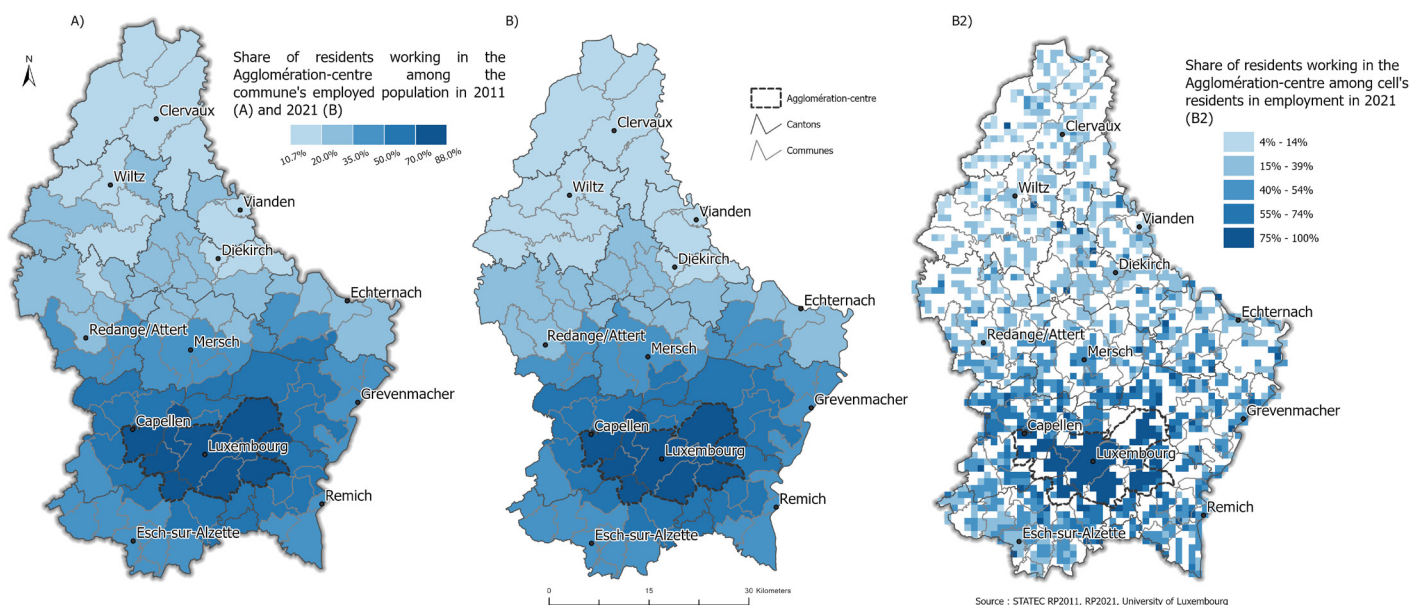 A)
Share of residents working in the
Agglomération-centre among the
commune's employed population in 2011
(A) and 2021 (B)
10.7%
20.0%
35.0%
50.0%
70.0%
88.0%
N
Clervaux
Wiltz
Vianden
Diekirch
Echternach
Redange/Attert
Mersch
Grevenmacher
Capellen
Luxembourg
Remich
Esch-sur-Alzette
B)
Agglomération-centre
Cantons
Communes
Clervaux
Wiltz
Vianden
Diekirch
Echternach
Redange/Attert
Mersch
Grevenmacher
Capellen
Luxembourg
Remich
Esch-sur-Alzette
0
15
30 Kilometers
B2)
Share of residents working in the
Agglomération-centre among cell's
residents in employment in 2021
(B2)
4% - 14%
15% - 39%
40% - 54%
55% - 74%
75% - 100%
Clervaux
Wiltz
Vianden
Diekirch
Echternach
Redange/Attert
Mersch
Grevenmacher
Capellen
Luxembourg
Remich
Esch-sur-Alzette
Source : STATEC RP2011, RP2021, University of Luxembourg